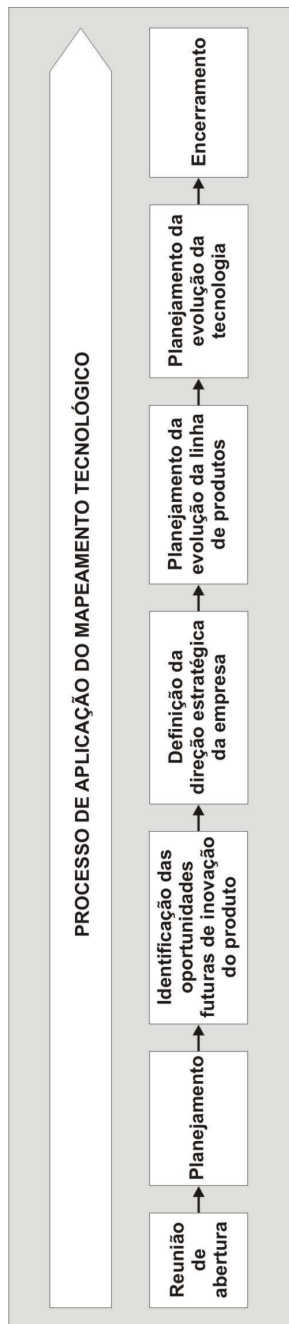 PROCESSO DE APLICAÇÃO DO MAPEAMENTO TECNOLÓGICO
Reunião
de
abertura
Planejamento
Identificação das
oportunidades
futuras de inovação
do produto
Definição da
direção estratégica
da empresa
Planejamento da
evolução da linha
de produtos
Planejamento da
evolução da
tecnologia
Encerramento